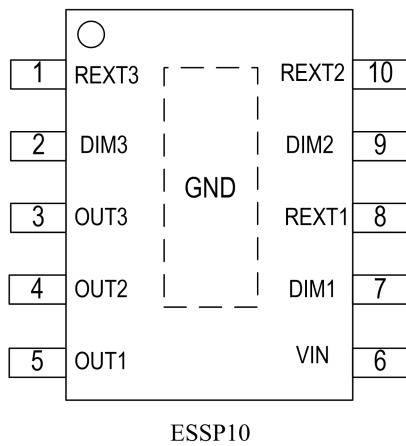 1 REXT3 REXT2 10
2 DIM3 DIM2 9
GND
3 OUT3 REXT1 8
4 OUT2 DIM1 7
5 OUT1 VIN 6
ESSP10